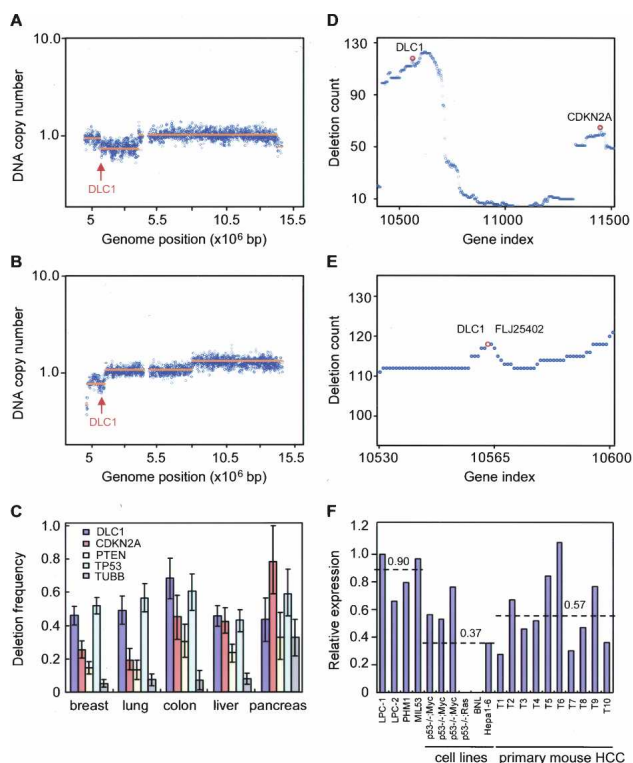 A
10.0
1.0
DNA copy number
DLC1
5
5.5
10.5
15.5
Genome position (x10⁶ bp)
B
10.0
1.0
DNA copy number
DLC1
5
5.5
10.5
15.5
Genome position (x10⁶ bp)
C
1.0
0.8
0.6
0.4
0.2
0
Deletion frequency
DLC1
CDKN2A
PTEN
TP53
TUBB
breast lung colon liver pancreas
D
130
90
50
10
Deletion count
DLC1
CDKN2A
10500 11000 11500
Gene index
E
130
120
110
100
Deletion count
DLC1 FLJ25402
10530 10565 10600
Gene index
F
1.2
1.0
0.8
0.6
0.4
0.2
0
Relative expression
0.90
0.37
0.57
LPC-1
LPC-2
PHM1
MIL53
p53-/-;Myc
p53-/-;Myc
p53-/-;Myc
p53-/-;Ras
BNL
Hepa1-6
T1
T2
T3
T4
T5
T6
T7
T8
T9
T10
cell lines primary mouse HCC